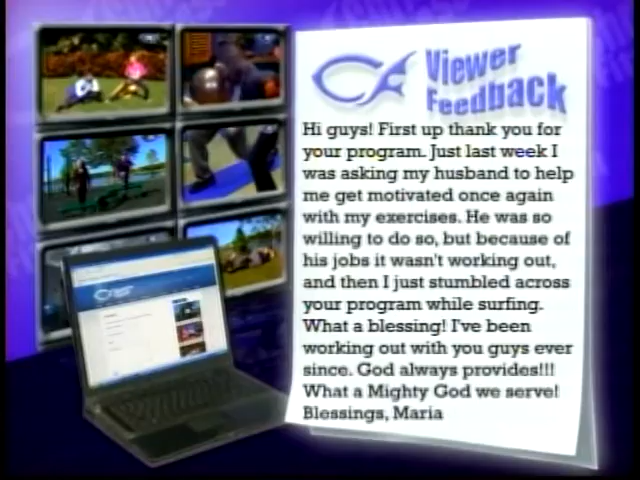 Viewer
Feedback
Hi guys! First up thank you for
your program. Just last week I
was asking my husband to help
me get motivated once again
with my exercises. He was so
willing to do so, but because of
his jobs it wasn't working out,
and then I just stumbled across
your program while surfing.
What a blessing! I've been
working out with you guys ever
since. God always provides!!!
What a Mighty God we serve!
Blessings, Maria